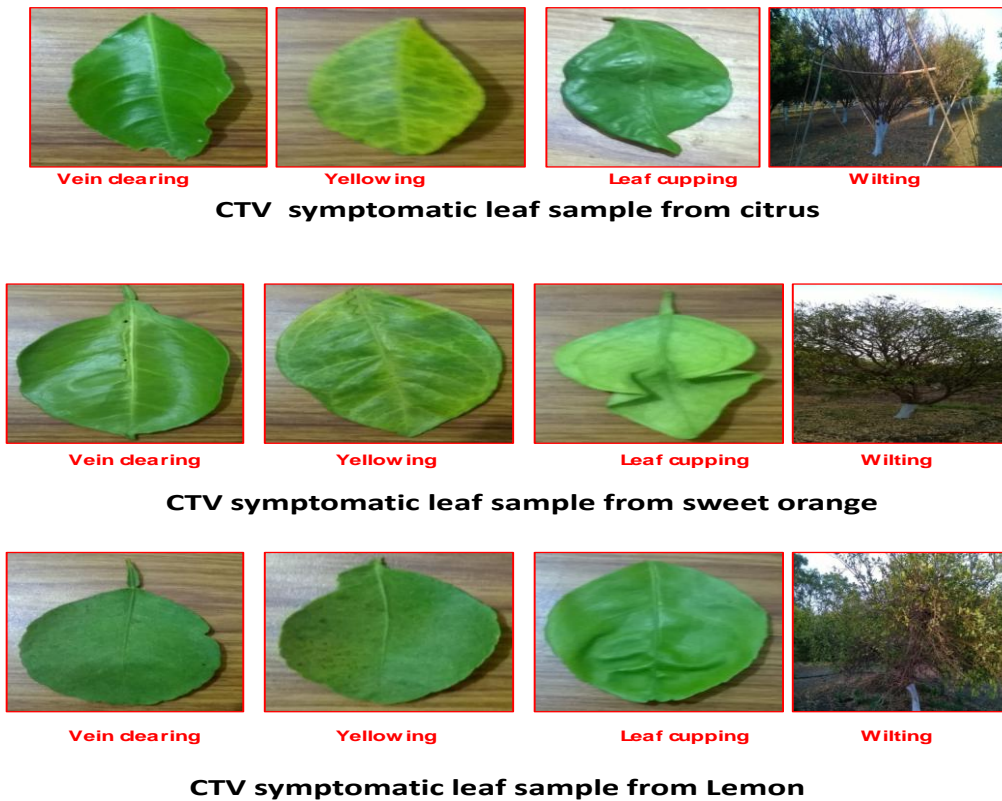 Vein clearing Yellowing Leaf cupping Wilting
CTV symptomatic leaf sample from citrus
Vein clearing Yellowing Leaf cupping Wilting
CTV symptomatic leaf sample from sweet orange
Vein clearing Yellowing Leaf cupping Wilting
CTV symptomatic leaf sample from Lemon